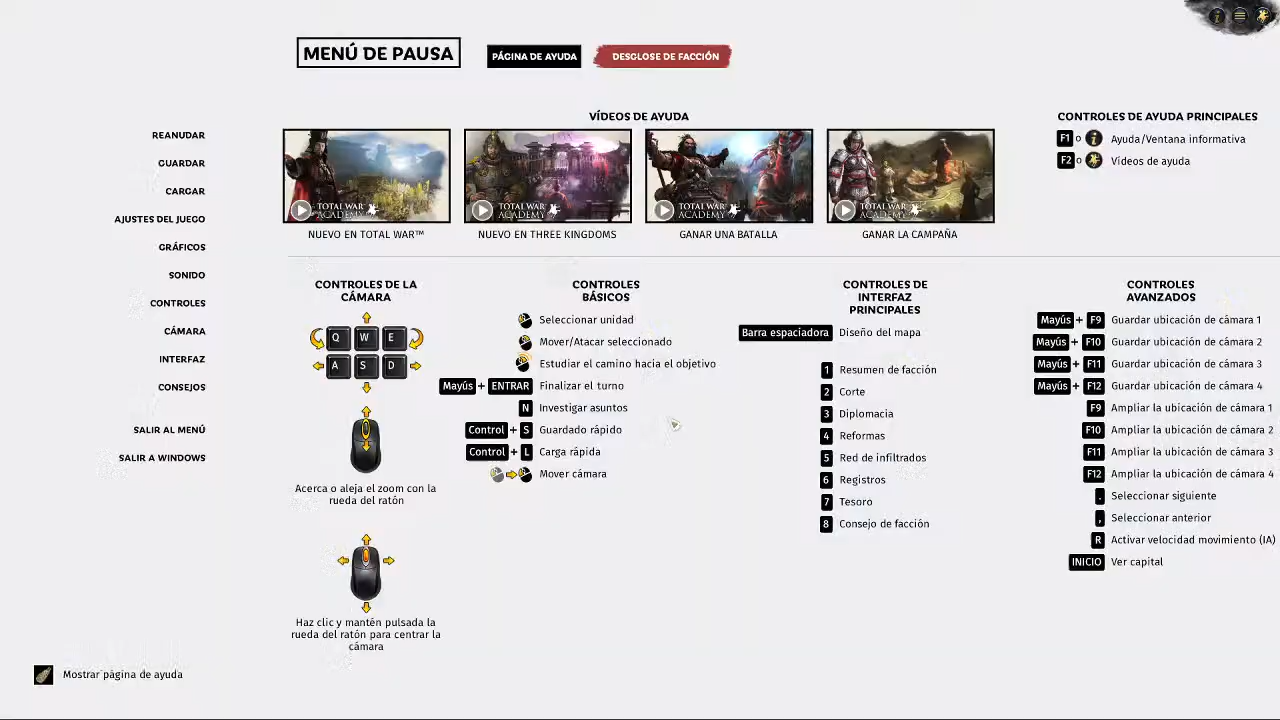 MENÚ DE PAUSA
PÁGINA DE AYUDA
DESGLOSE DE FACCIÓN
REANUDAR
GUARDAR
CARGAR
AJUSTES DEL JUEGO
GRÁFICOS
SONIDO
CONTROLES
CÁMARA
INTERFAZ
CONSEJOS
SALIR AL MENÚ
SALIR A WINDOWS
VÍDEOS DE AYUDA
TOTAL WAR
ACADEMY
NUEVO EN TOTAL WAR™
TOTAL WAR
ACADEMY
NUEVO EN THREE KINGDOMS
TOTAL WAR
ACADEMY
GANAR UNA BATALLA
TOTAL WAR
ACADEMY
GANAR LA CAMPAÑA
CONTROLES DE AYUDA PRINCIPALES
F1 o Ayuda/Ventana informativa
F2 o Vídeos de ayuda
CONTROLES DE LA
CÁMARA
Q W E
A S D
Acerca o aleja el zoom con la
rueda del ratón
Haz clic y mantén pulsada la
rueda del ratón para centrar la
cámara
CONTROLES
BÁSICOS
Seleccionar unidad
Mover/Atacar seleccionado
Estudiar el camino hacia el objetivo
Mayús + ENTRAR Finalizar el turno
N Investigar asuntos
Control + S Guardado rápido
Control + L Carga rápida
Mover cámara
CONTROLES DE
INTERFAZ
PRINCIPALES
Barra espaciadora Diseño del mapa
1 Resumen de facción
2 Corte
3 Diplomacia
4 Reformas
5 Red de infiltrados
6 Registros
7 Tesoro
8 Consejo de facción
CONTROLES
AVANZADOS
Mayús + F9 Guardar ubicación de cámara 1
Mayús + F10 Guardar ubicación de cámara 2
Mayús + F11 Guardar ubicación de cámara 3
Mayús + F12 Guardar ubicación de cámara 4
F9 Ampliar la ubicación de cámara 1
F10 Ampliar la ubicación de cámara 2
F11 Ampliar la ubicación de cámara 3
F12 Ampliar la ubicación de cámara 4
. Seleccionar siguiente
, Seleccionar anterior
R Activar velocidad movimiento (IA)
INICIO Ver capital
Mostrar página de ayuda